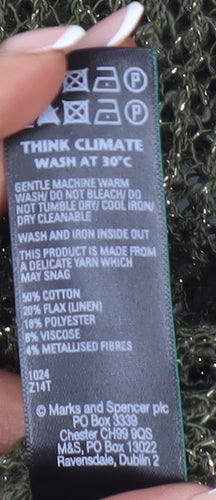 THINK CLIMATE
WASH AT 30°C
GENTLE MACHINE WARM
WASH/ DO NOT BLEACH/ DO
NOT TUMBLE DRY/ COOL IRON/
DRY CLEANABLE
WASH AND IRON INSIDE OUT
THIS PRODUCT IS MADE FROM
A DELICATE YARN WHICH
MAY SNAG
50% COTTON
20% FLAX (LINEN)
18% POLYESTER
8% VISCOSE
4% METALLISED FIBRES
1024
Z14T
© Marks and Spencer plc
PO Box 3339
Chester CH99 9QS
M&S, PO Box 13022
Ravensdale, Dublin 2